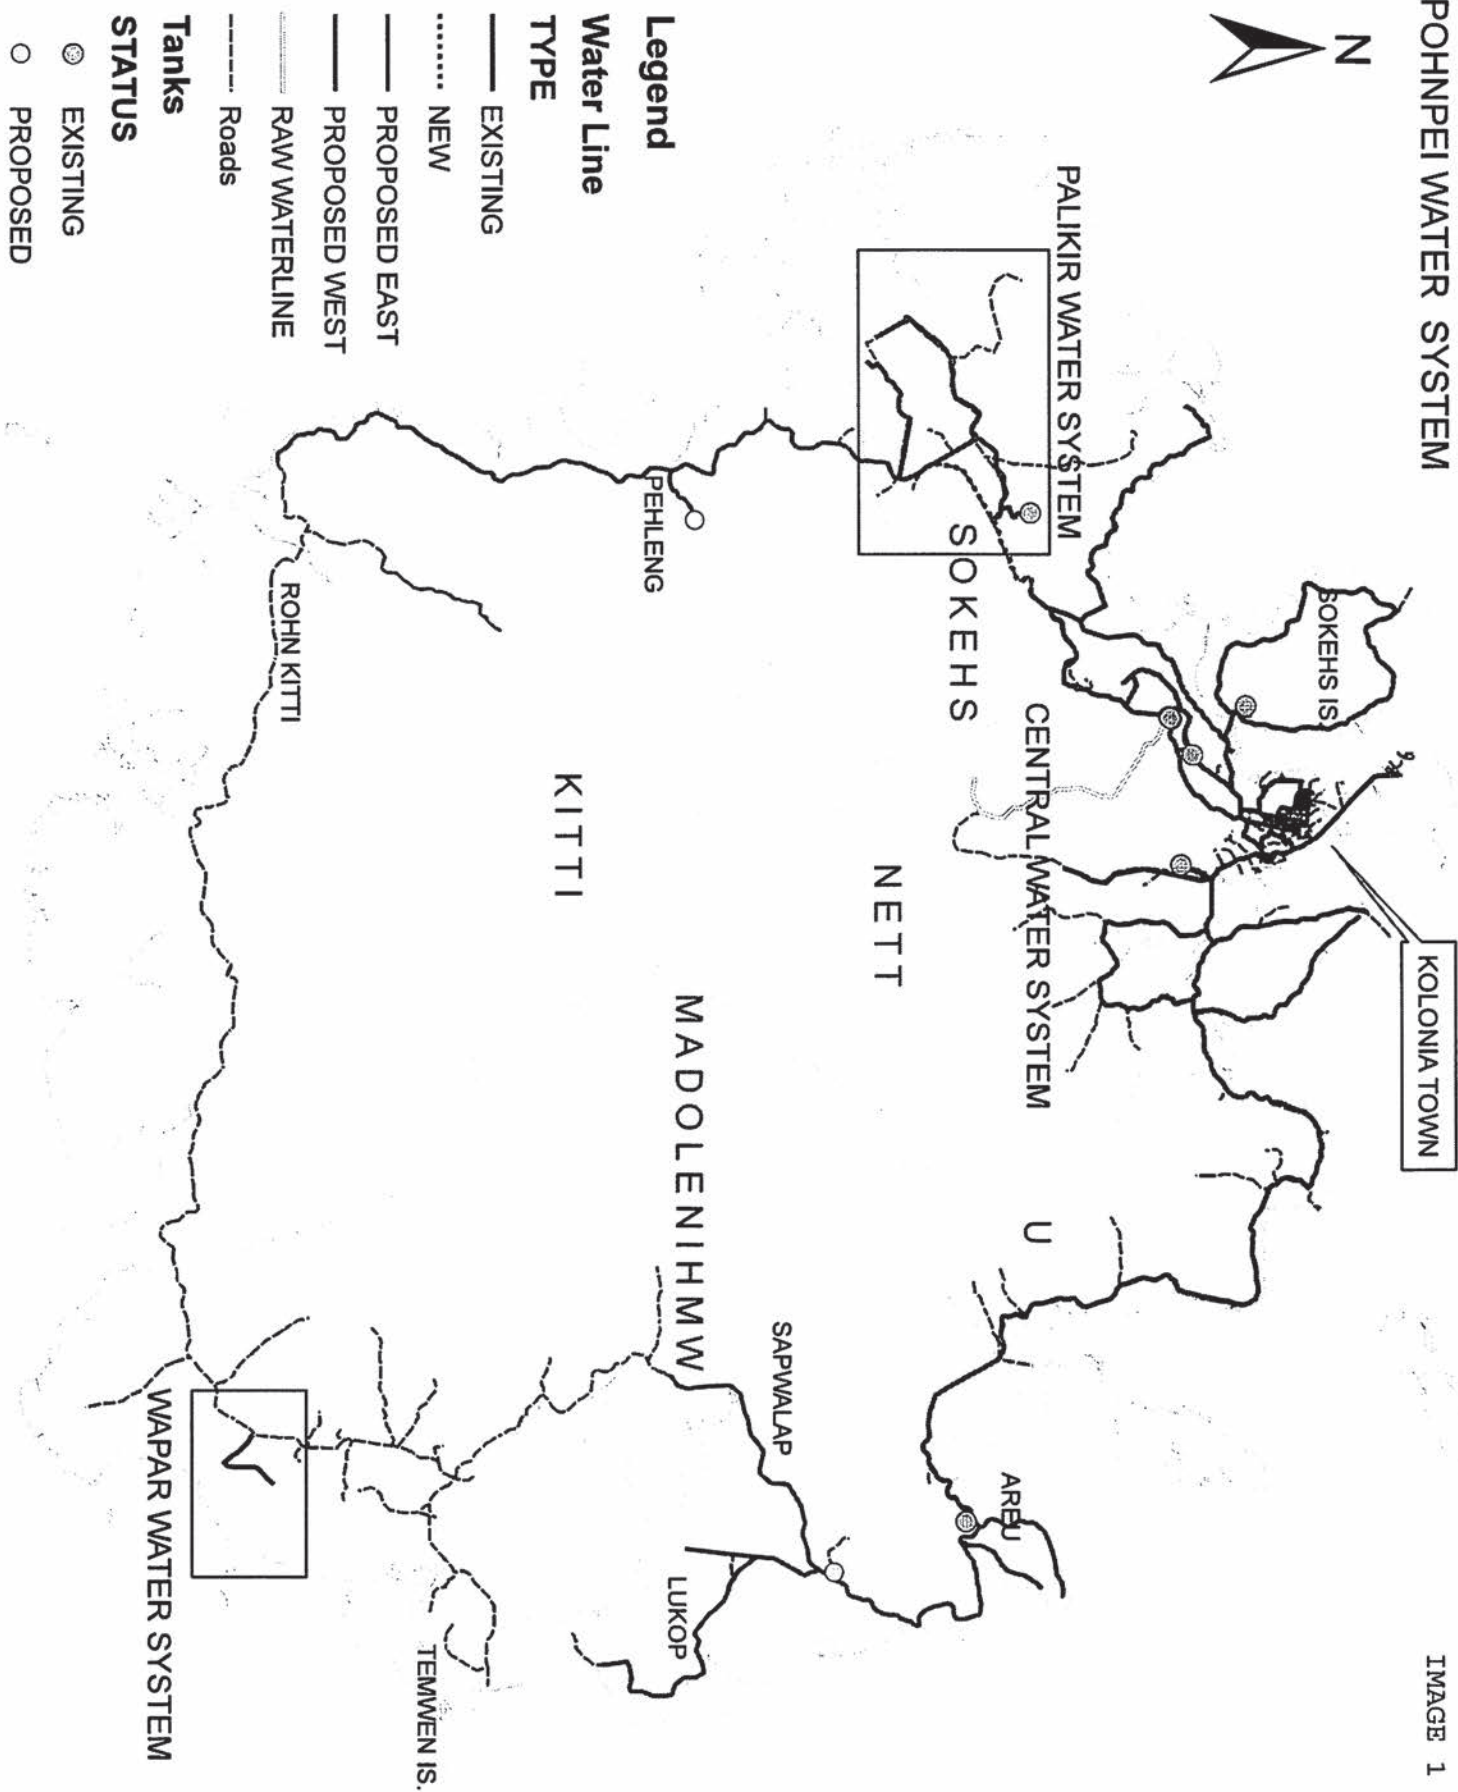 POHNPEI WATER SYSTEM
IMAGE 1
N
KOLONIA TOWN
SOKEHS IS.
PALIKIR WATER SYSTEM
SOKEHS
CENTRAL WATER SYSTEM
NETT
U
AREU
SAPWALAP
MADOLENIHMW
LUKOP
KITTI
PEHLENG
ROHN KITTI
TEMWEN IS.
WAPAR WATER SYSTEM
Legend
Water Line
TYPE
EXISTING
NEW
PROPOSED EAST
PROPOSED WEST
RAW WATERLINE
Roads
Tanks
STATUS
EXISTING
PROPOSED